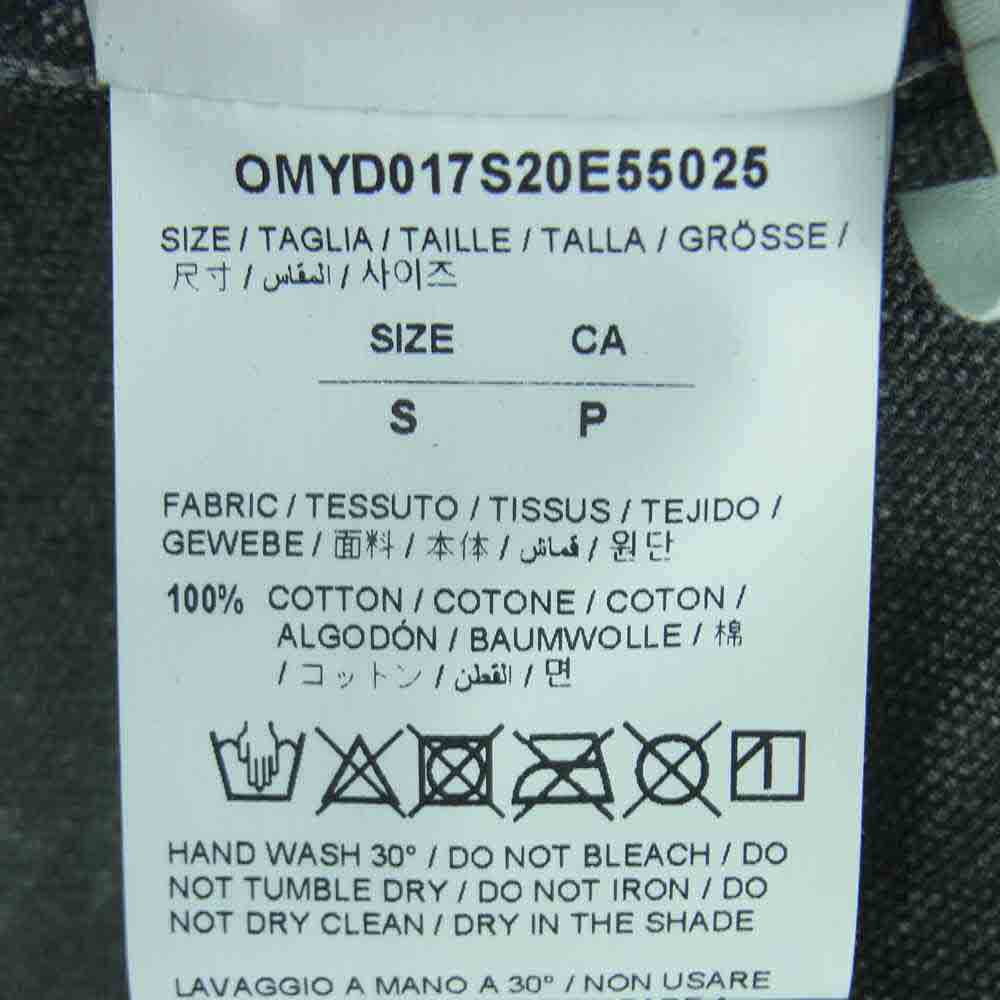 OMYD017S20E55025
SIZE / TAGLIA / TAILLE / TALLA / GRÖSSE /
尺寸 / المقاس / 사이즈
SIZE CA
S P
FABRIC / TESSUTO / TISSUS / TEJIDO /
GEWEBE / 面料 / 本体 / قماش / 원단
100% COTTON / COTONE / COTON /
ALGODÓN / BAUMWOLLE / 棉
/ コットン / القطن / 면
HAND WASH 30° / DO NOT BLEACH / DO
NOT TUMBLE DRY / DO NOT IRON / DO
NOT DRY CLEAN / DRY IN THE SHADE
LAVAGGIO A MANO A 30° / NON USARE